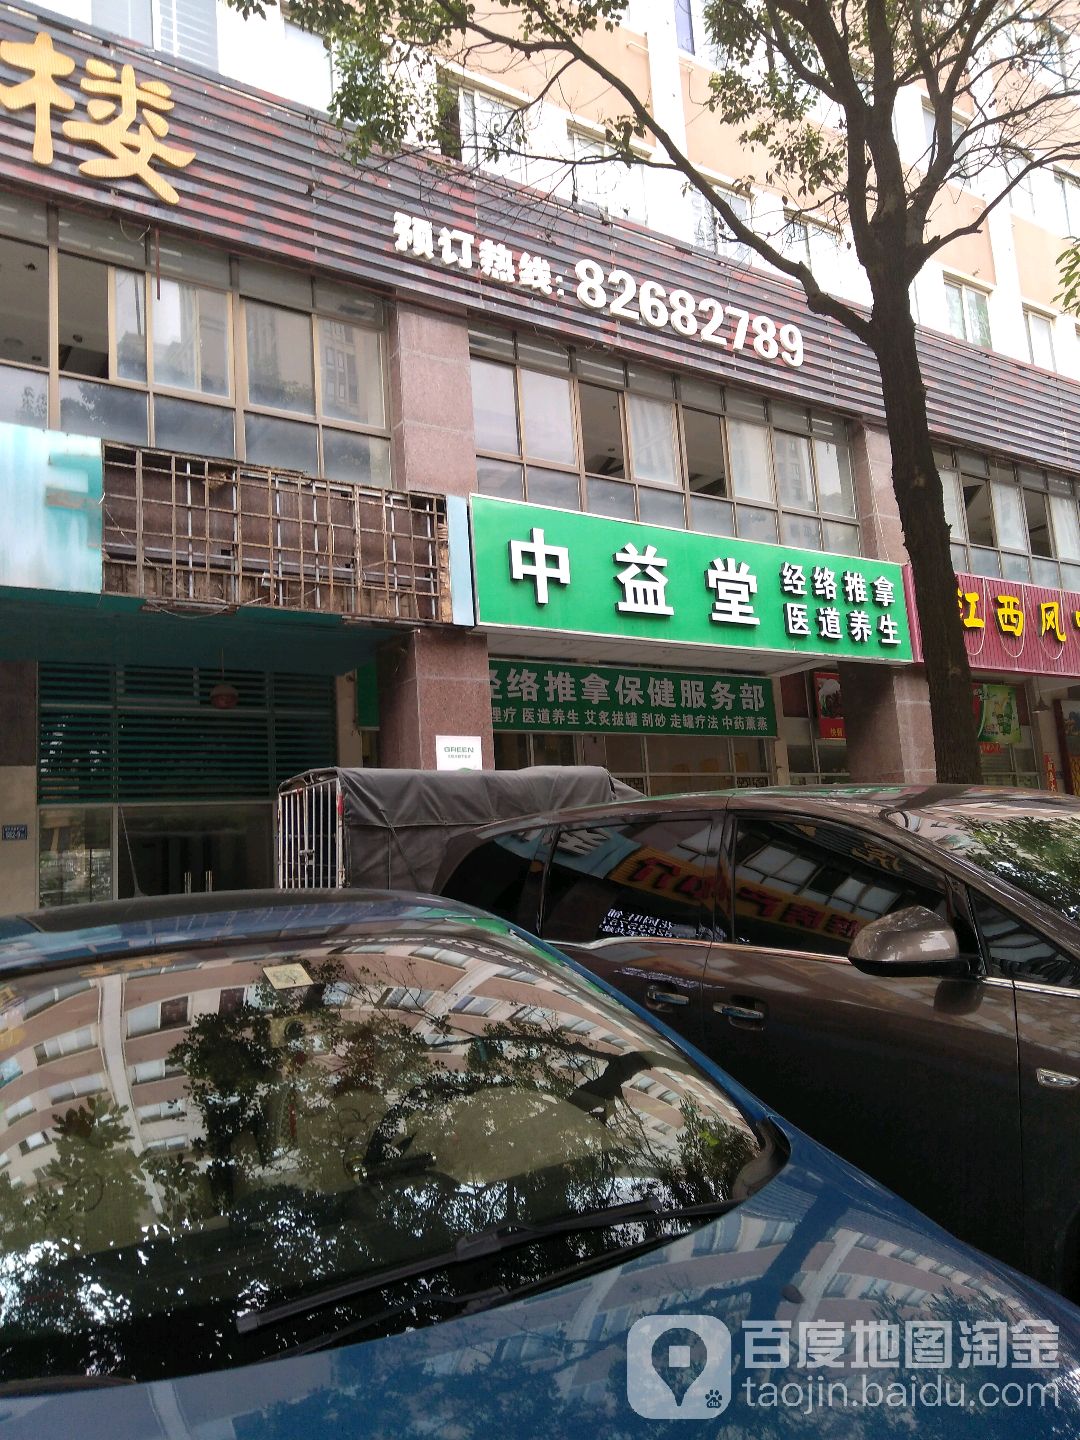 楼
预订热线:82682789
中益堂
经络推拿
医道养生
江西风
经络推拿保健服务部
理疗 医道养生 艾灸拔罐 刮砂 走罐疗法 中药薰蒸
GREEN
百度地图淘金
taojin.baidu.com